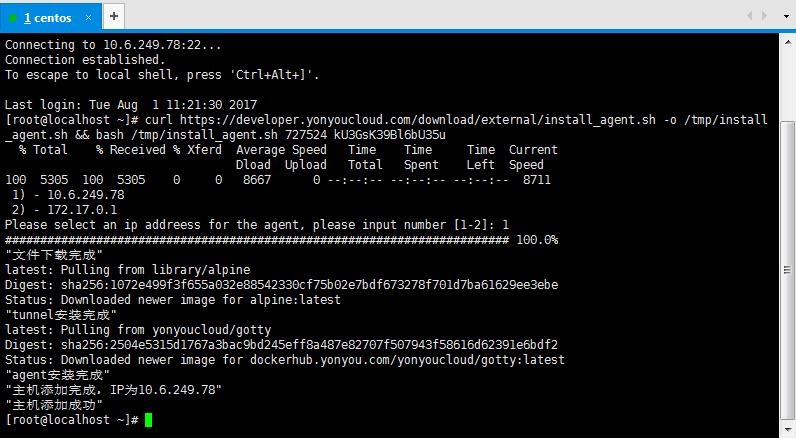 1 centos
Connecting to 10.6.249.78:22...
Connection established.
To escape to local shell, press 'Ctrl+Alt+]'.
Last login: Tue Aug  1 11:21:30 2017
[root@localhost ~]# curl https://developer.yonyoucloud.com/download/external/install_agent.sh -o /tmp/install
_agent.sh && bash /tmp/install_agent.sh 727524 kU3GsK39Bl6bU35u
  % Total    % Received % Xferd  Average Speed   Time    Time     Time  Current
                                 Dload  Upload   Total   Spent    Left  Speed
100  5305  100  5305    0     0   8667      0 --:--:-- --:--:-- --:--:--  8711
 1) - 10.6.249.78
 2) - 172.17.0.1
Please select an ip adreess for the agent, please input number [1-2]: 1
######################################################################## 100.0%
"文件下载完成"
latest: Pulling from library/alpine
Digest: sha256:1072e499f3f655a032e88542330cf75b02e7bdf673278f701d7ba61629ee3ebe
Status: Downloaded newer image for alpine:latest
"tunnel安装完成"
latest: Pulling from yonyoucloud/gotty
Digest: sha256:2504e5315d1767a3bac9bd245eff8a487e82707f507943f58616d62391e6bdf2
Status: Downloaded newer image for dockerhub.yonyou.com/yonyoucloud/gotty:latest
"agent安装完成"
"主机添加完成，IP为10.6.249.78"
"主机添加成功"
[root@localhost ~]#